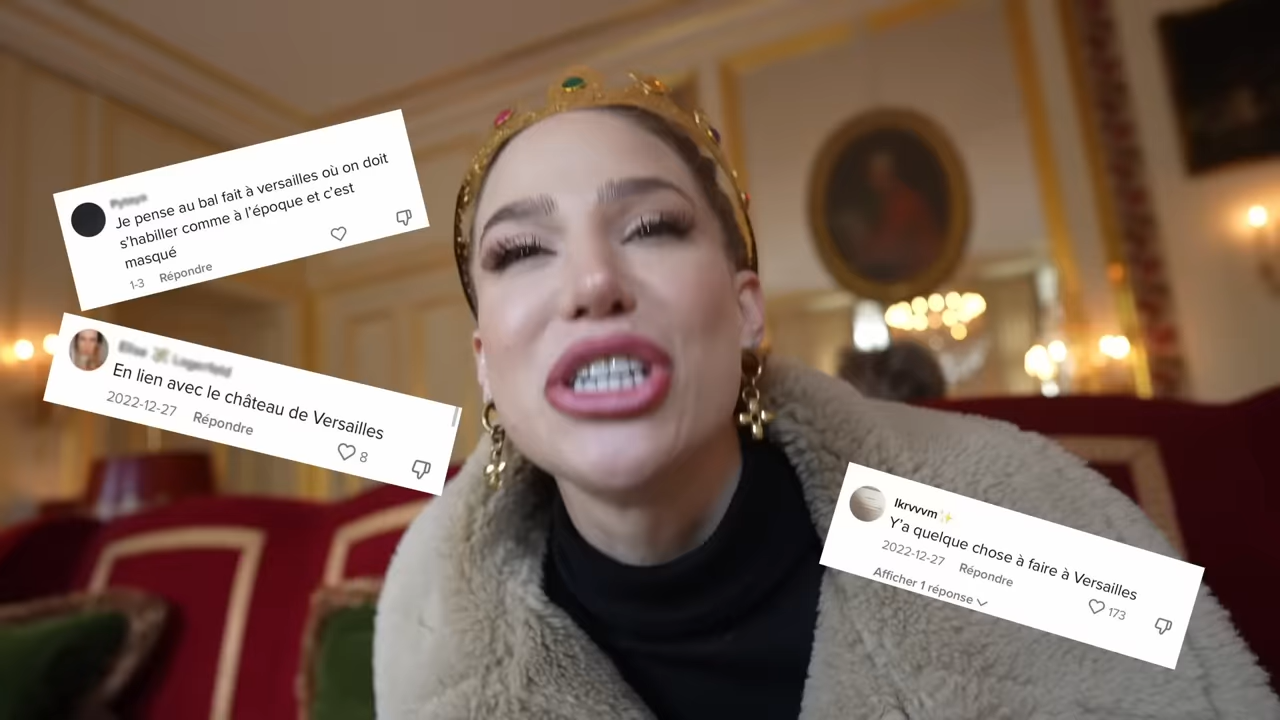 Je pense au bal fait à versailles où on doit
s'habiller comme à l'époque et c'est
masqué
1-3 Répondre
En lien avec le château de Versailles
2022-12-27 Répondre
8
lkrvvvm✨
Y'a quelque chose à faire à Versailles
2022-12-27 Répondre
173
Afficher 1 réponse